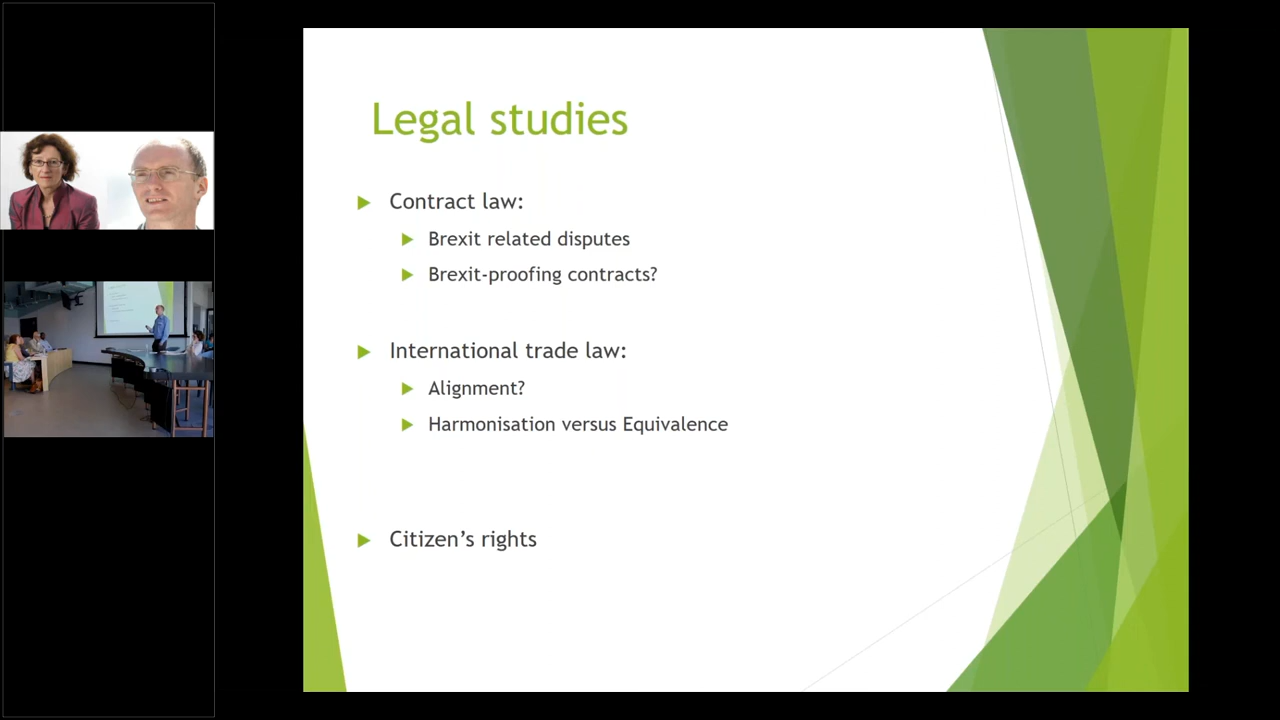 Legal studies
Contract law:
Brexit related disputes
Brexit-proofing contracts?
International trade law:
Alignment?
Harmonisation versus Equivalence
Citizen’s rights